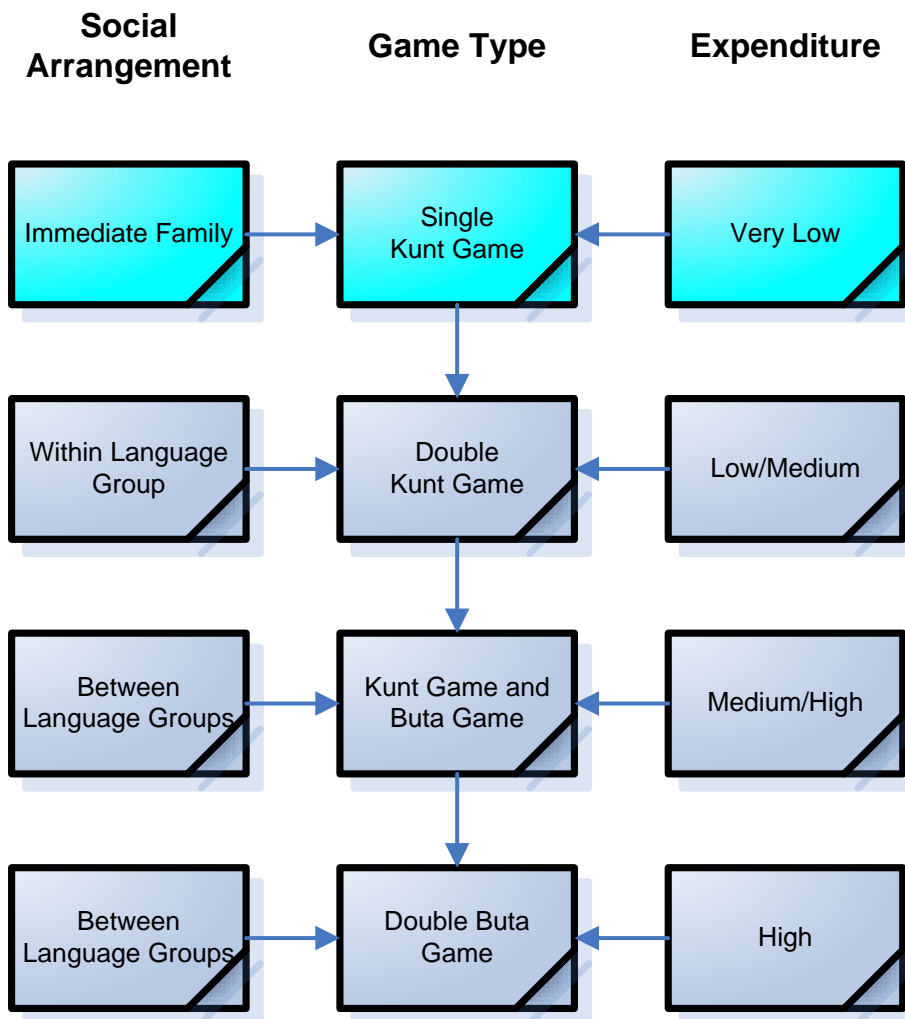 Social
Arrangement
Game Type
Expenditure
Immediate Family
Single
Kunt Game
Very Low
Within Language
Group
Double
Kunt Game
Low/Medium
Between
Language Groups
Kunt Game and
Buta Game
Medium/High
Between
Language Groups
Double Buta
Game
High